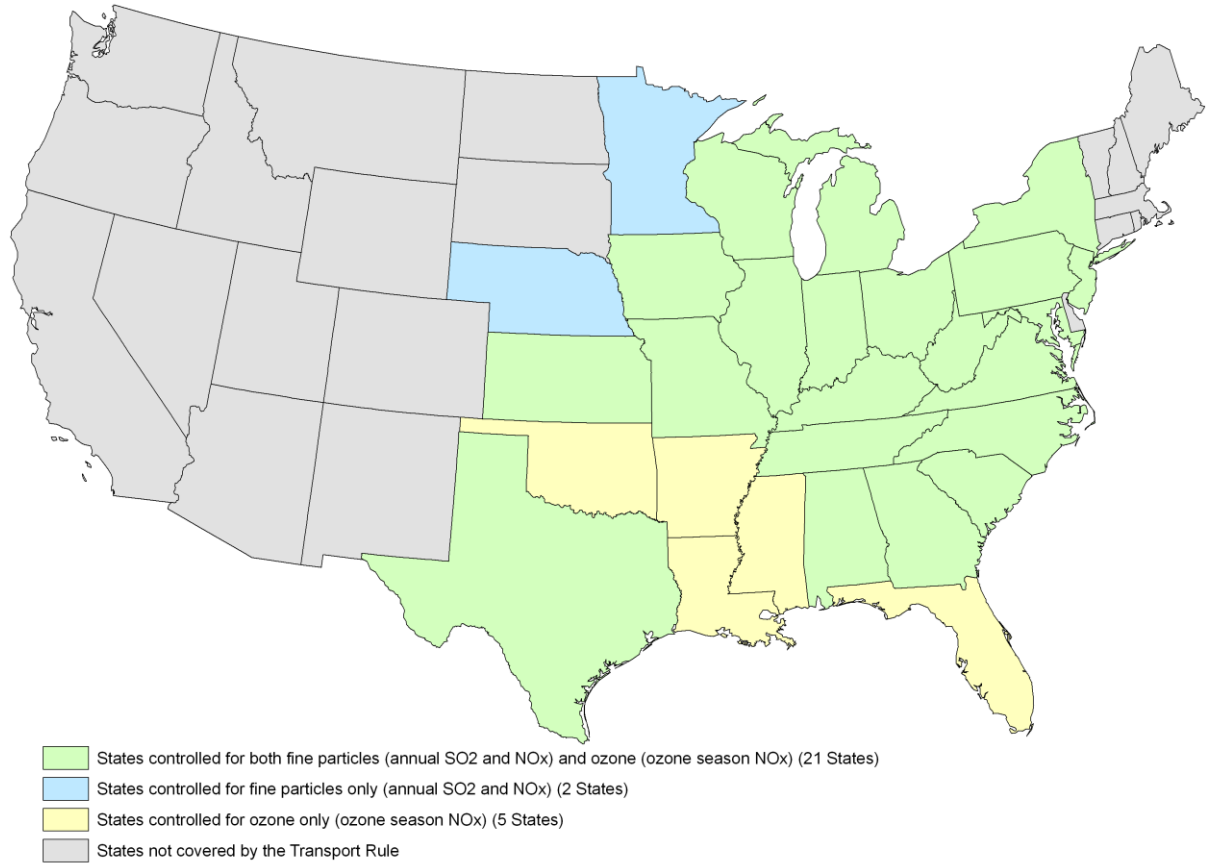 States controlled for both fine particles (annual SO2 and NOx) and ozone (ozone season NOx) (21 States)
States controlled for fine particles only (annual SO2 and NOx) (2 States)
States controlled for ozone only (ozone season NOx) (5 States)
States not covered by the Transport Rule